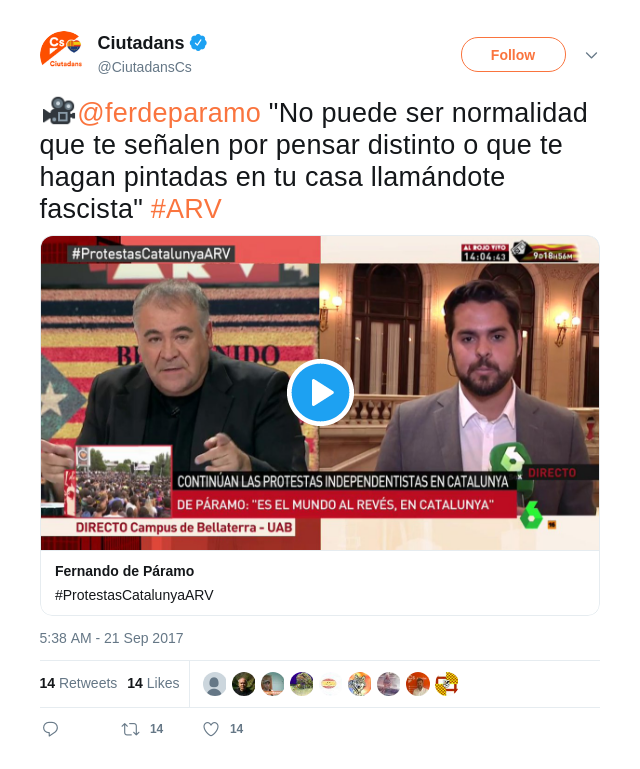 Cs
Ciutadans
Ciutadans
@CiutadansCs
Follow
@ferdeparamo "No puede ser normalidad
que te señalen por pensar distinto o que te
hagan pintadas en tu casa llamándote
fascista" #ARV
#ProtestasCatalunyaARV
ARV
AL ROJO VIVO
14:04:43
9D18H56M
DIRECTO
CONTINÚAN LAS PROTESTAS INDEPENDENTISTAS EN CATALUNYA
DE PÁRAMO: "ES EL MUNDO AL REVÉS, EN CATALUNYA"
DIRECTO Campus de Bellaterra - UAB
Fernando de Páramo
#ProtestasCatalunyaARV
5:38 AM - 21 Sep 2017
14 Retweets 14 Likes
14 14